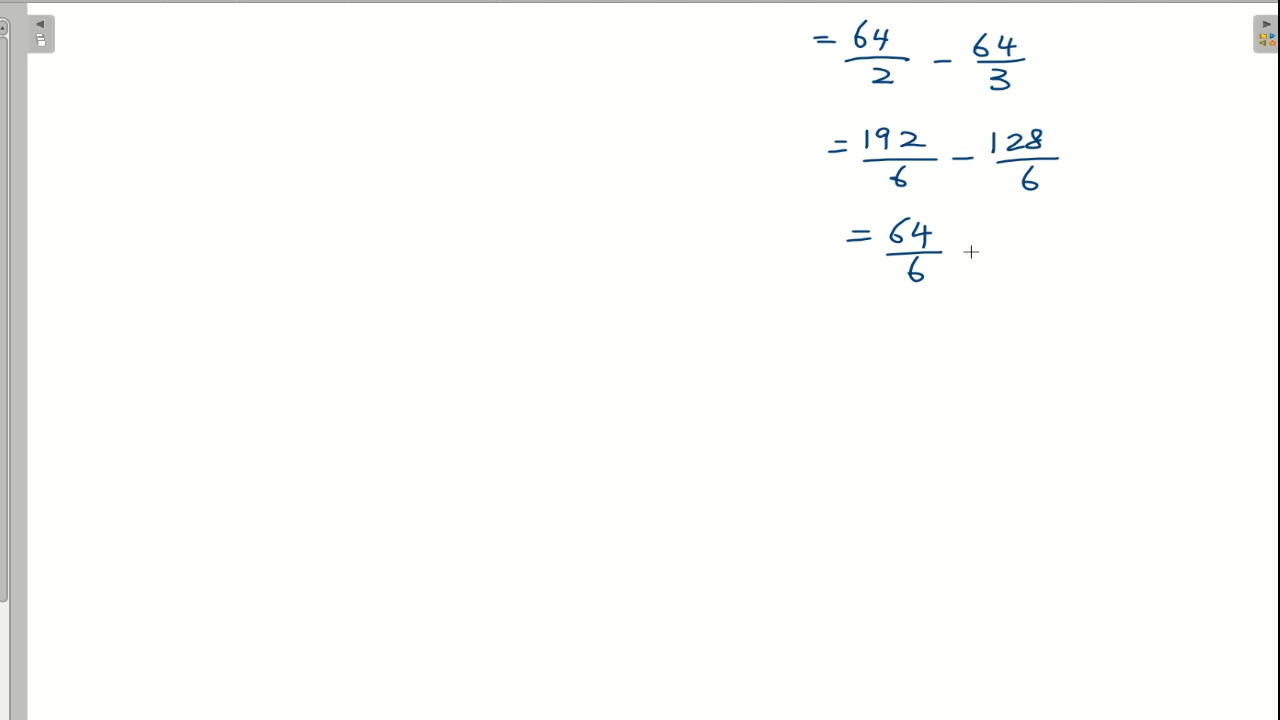 = 64/2 - 64/3
= 192/6 - 128/6
= 64/6